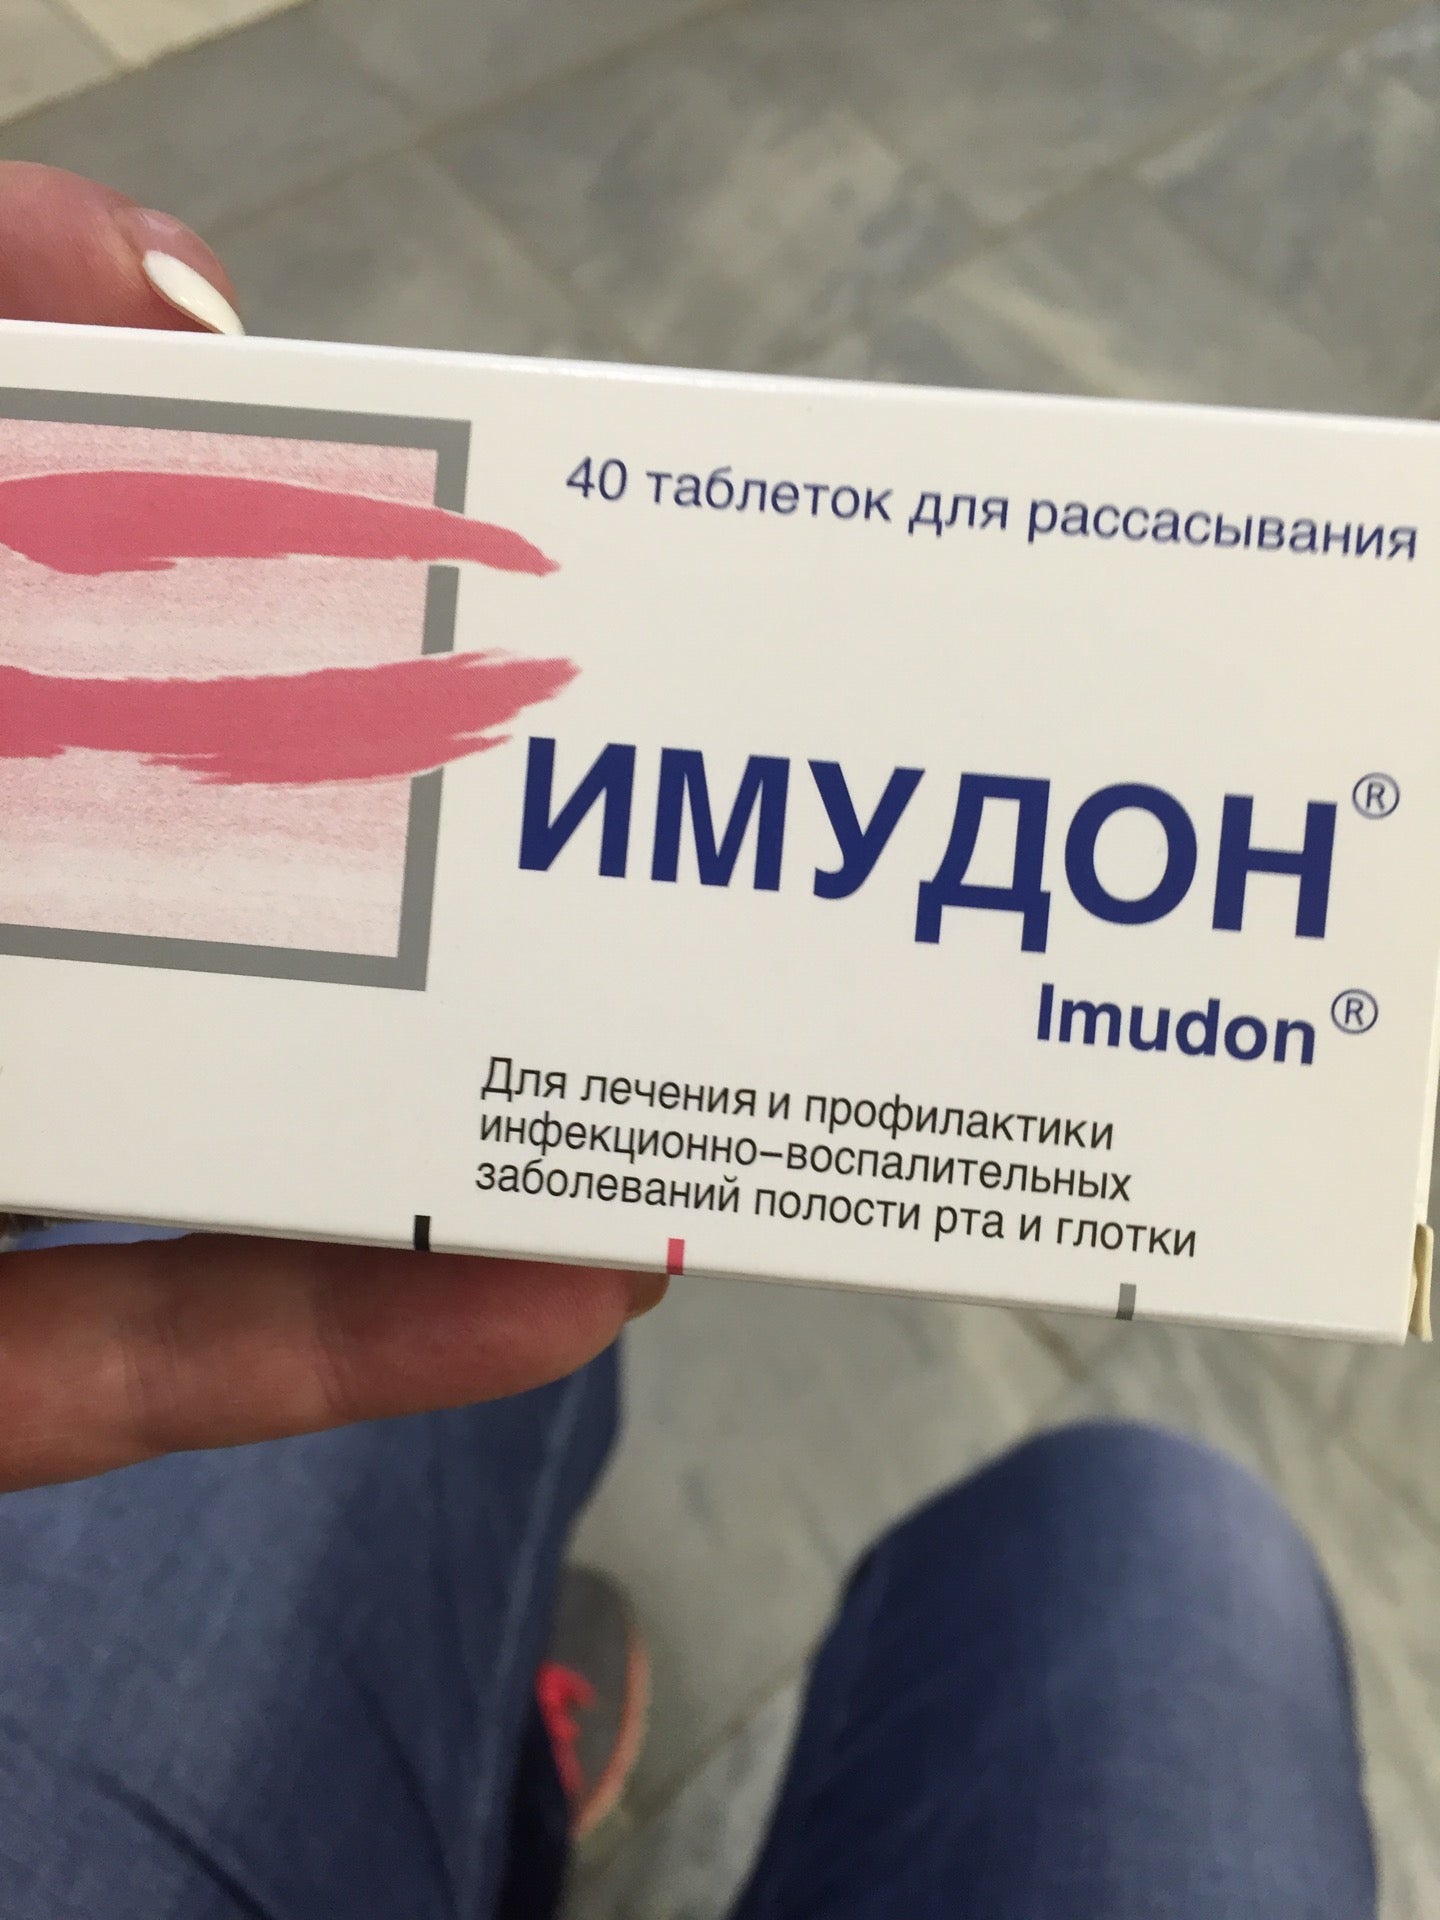 40 таблеток для рассасывания
ИМУДОН®
Imudon®
Для лечения и профилактики
инфекционно–воспалительных
заболеваний полости рта и глотки